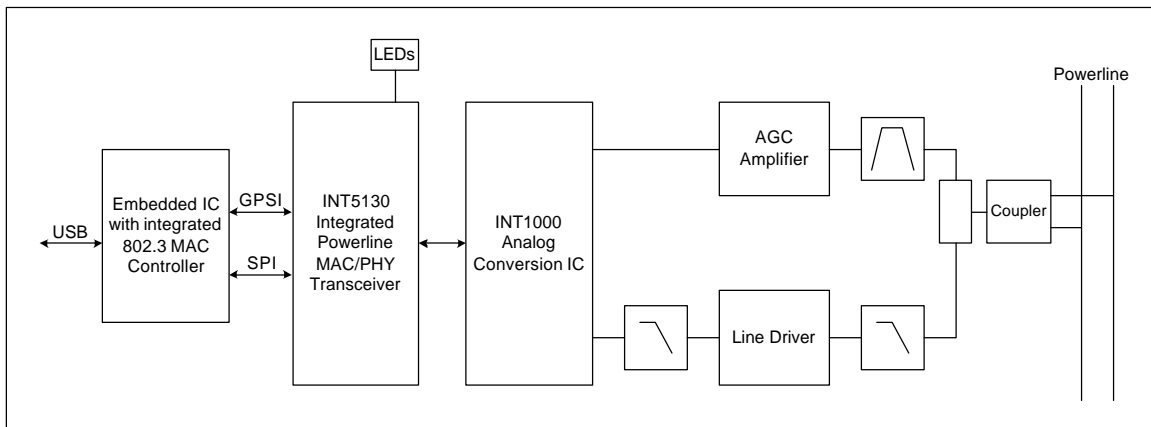 LEDs
Powerline
USB
Embedded IC
with integrated
802.3 MAC
Controller
GPSI
SPI
INT5130
Integrated
Powerline
MAC/PHY
Transceiver
INT1000
Analog
Conversion IC
AGC
Amplifier
Line Driver
Coupler